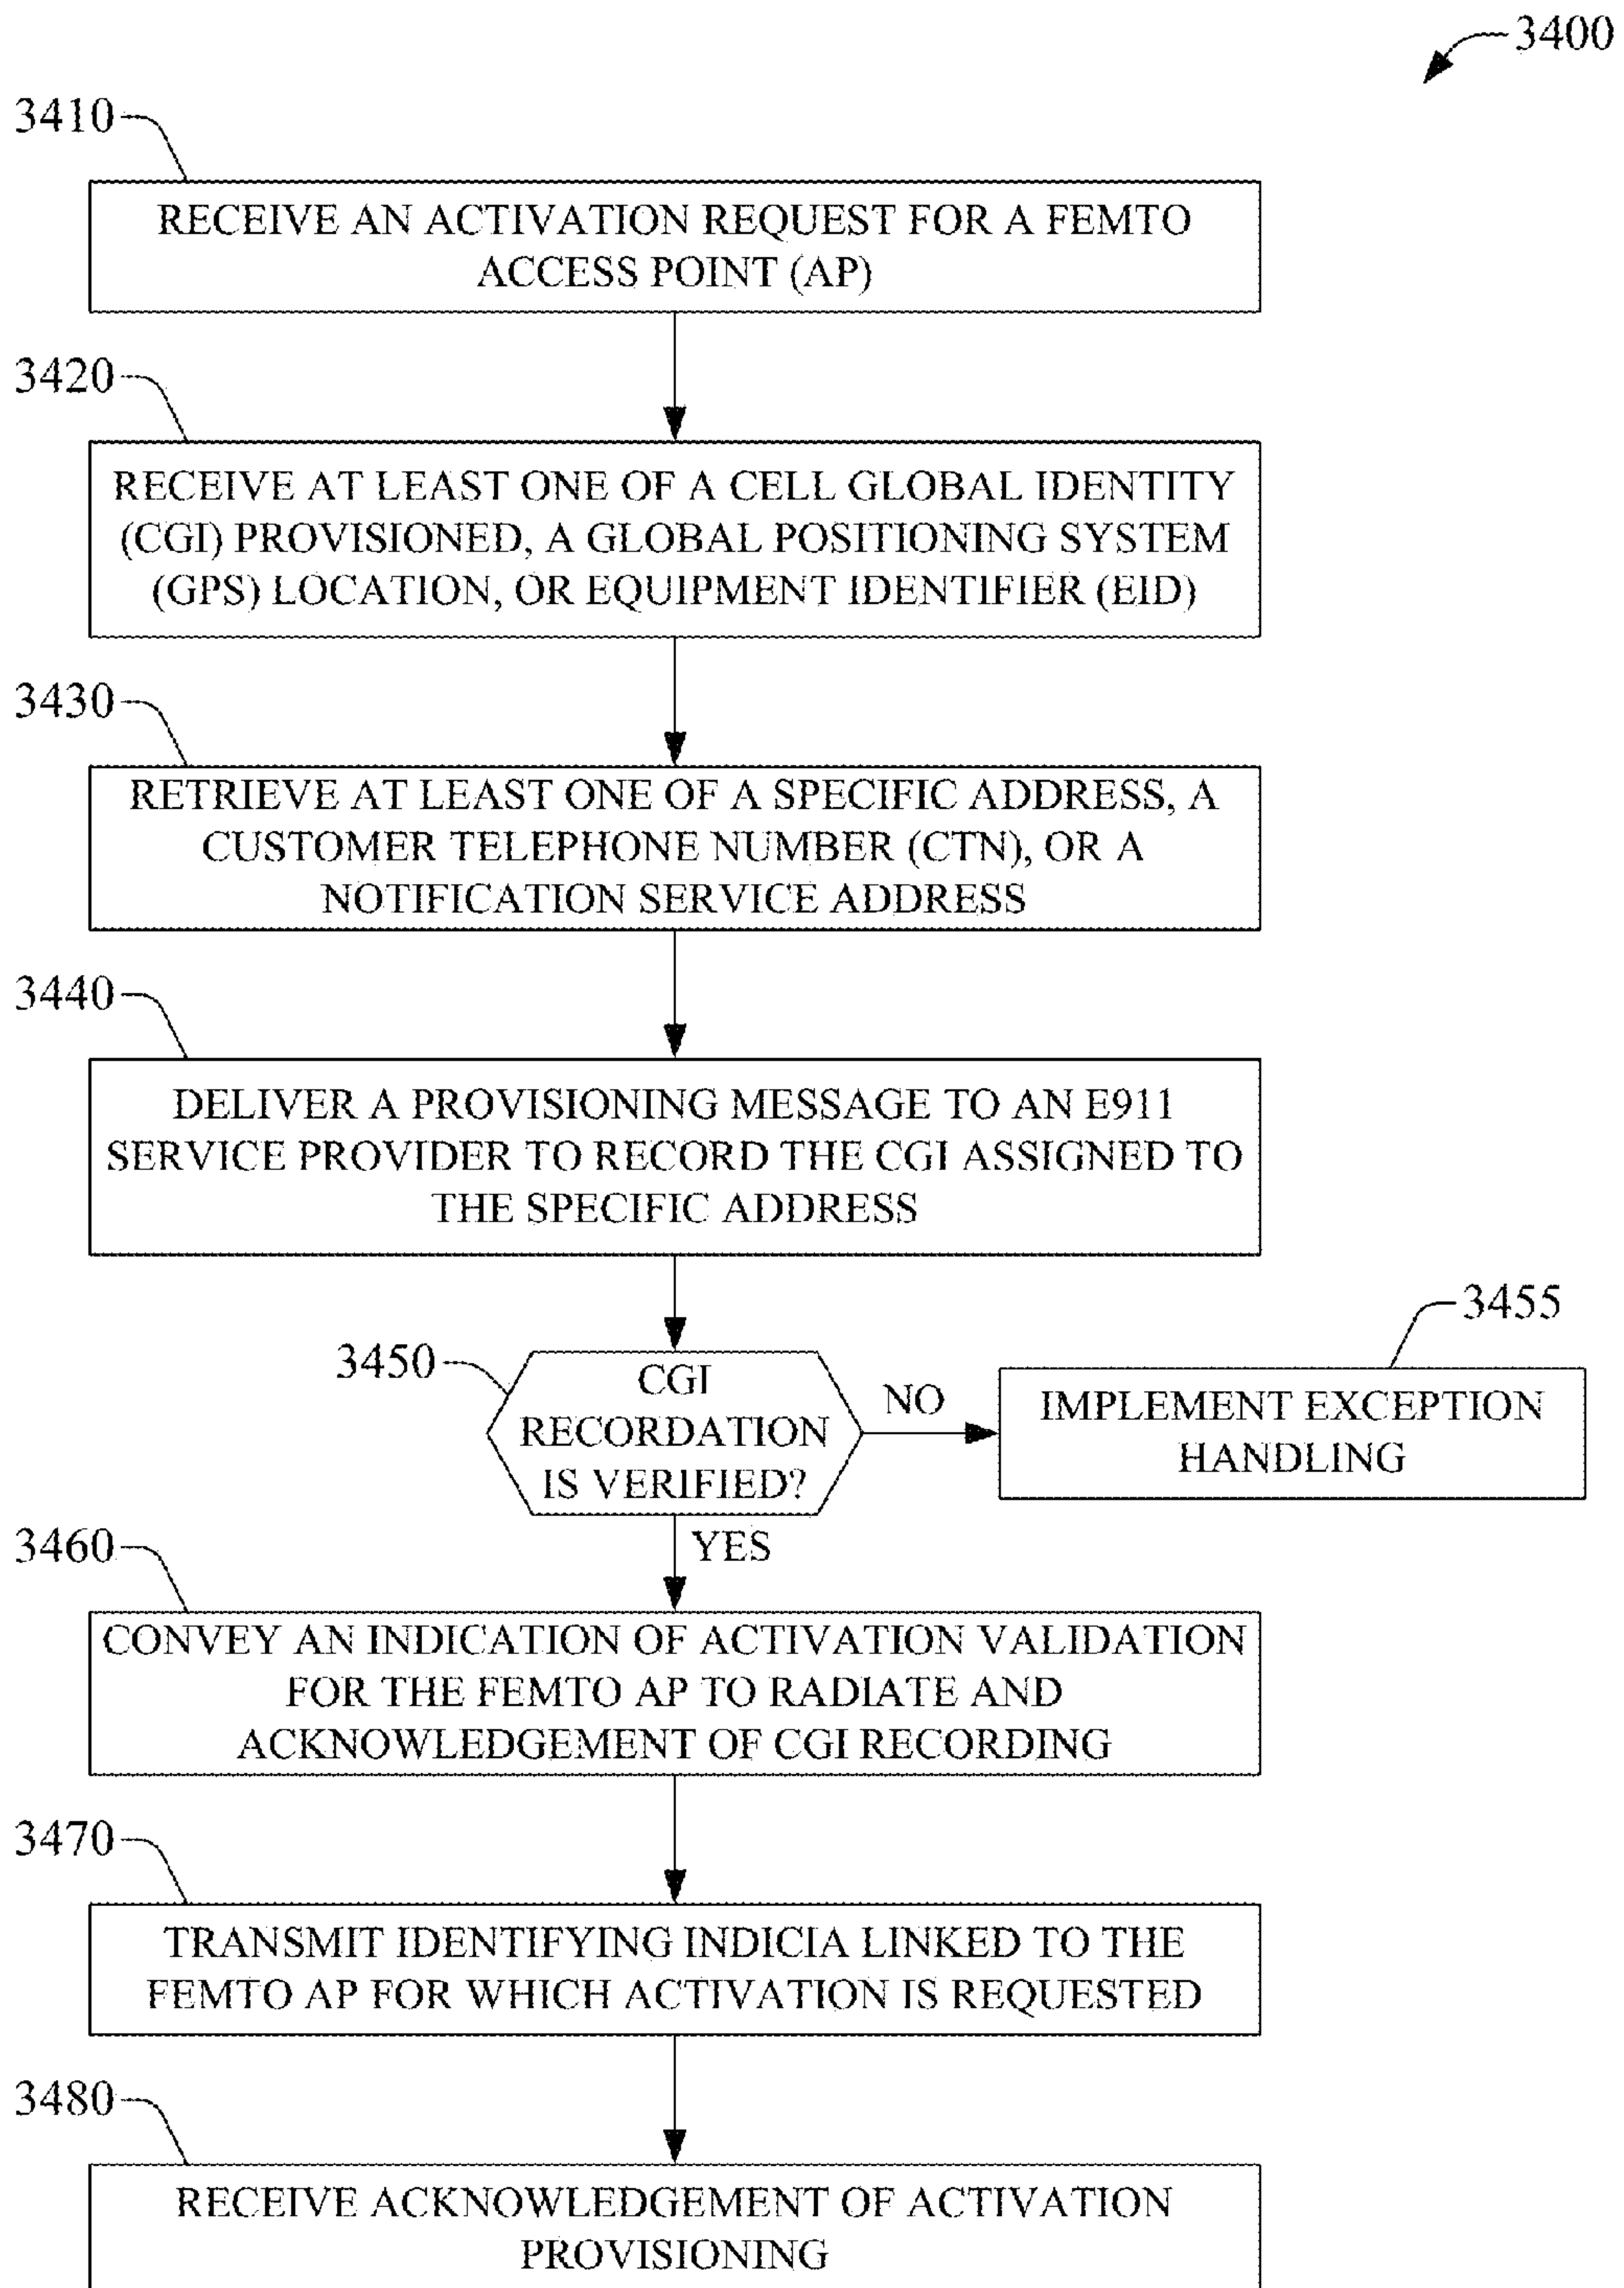 3400
3410
RECEIVE AN ACTIVATION REQUEST FOR A FEMTO
ACCESS POINT (AP)
3420
RECEIVE AT LEAST ONE OF A CELL GLOBAL IDENTITY
(CGI) PROVISIONED, A GLOBAL POSITIONING SYSTEM
(GPS) LOCATION, OR EQUIPMENT IDENTIFIER (EID)
3430
RETRIEVE AT LEAST ONE OF A SPECIFIC ADDRESS, A
CUSTOMER TELEPHONE NUMBER (CTN), OR A
NOTIFICATION SERVICE ADDRESS
3440
DELIVER A PROVISIONING MESSAGE TO AN E911
SERVICE PROVIDER TO RECORD THE CGI ASSIGNED TO
THE SPECIFIC ADDRESS
3450
CGI
RECORDATION
IS VERIFIED?
NO
3455
IMPLEMENT EXCEPTION
HANDLING
YES
3460
CONVEY AN INDICATION OF ACTIVATION VALIDATION
FOR THE FEMTO AP TO RADIATE AND
ACKNOWLEDGEMENT OF CGI RECORDING
3470
TRANSMIT IDENTIFYING INDICIA LINKED TO THE
FEMTO AP FOR WHICH ACTIVATION IS REQUESTED
3480
RECEIVE ACKNOWLEDGEMENT OF ACTIVATION
PROVISIONING